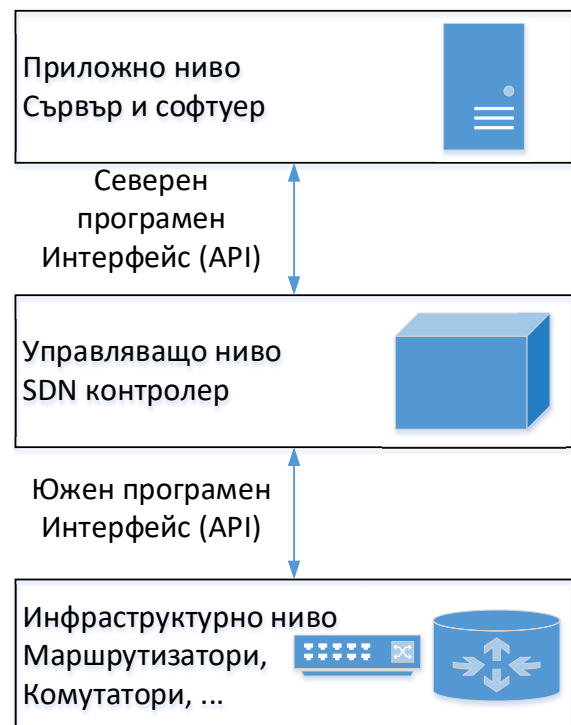 Приложно ниво
Сървър и софтуер
Северен
програмен
Интерфейс (API)
Управляващо ниво
SDN контролер
Южен програмен
Интерфейс (API)
Инфраструктурно ниво
Маршрутизатори,
Комутатори, ...